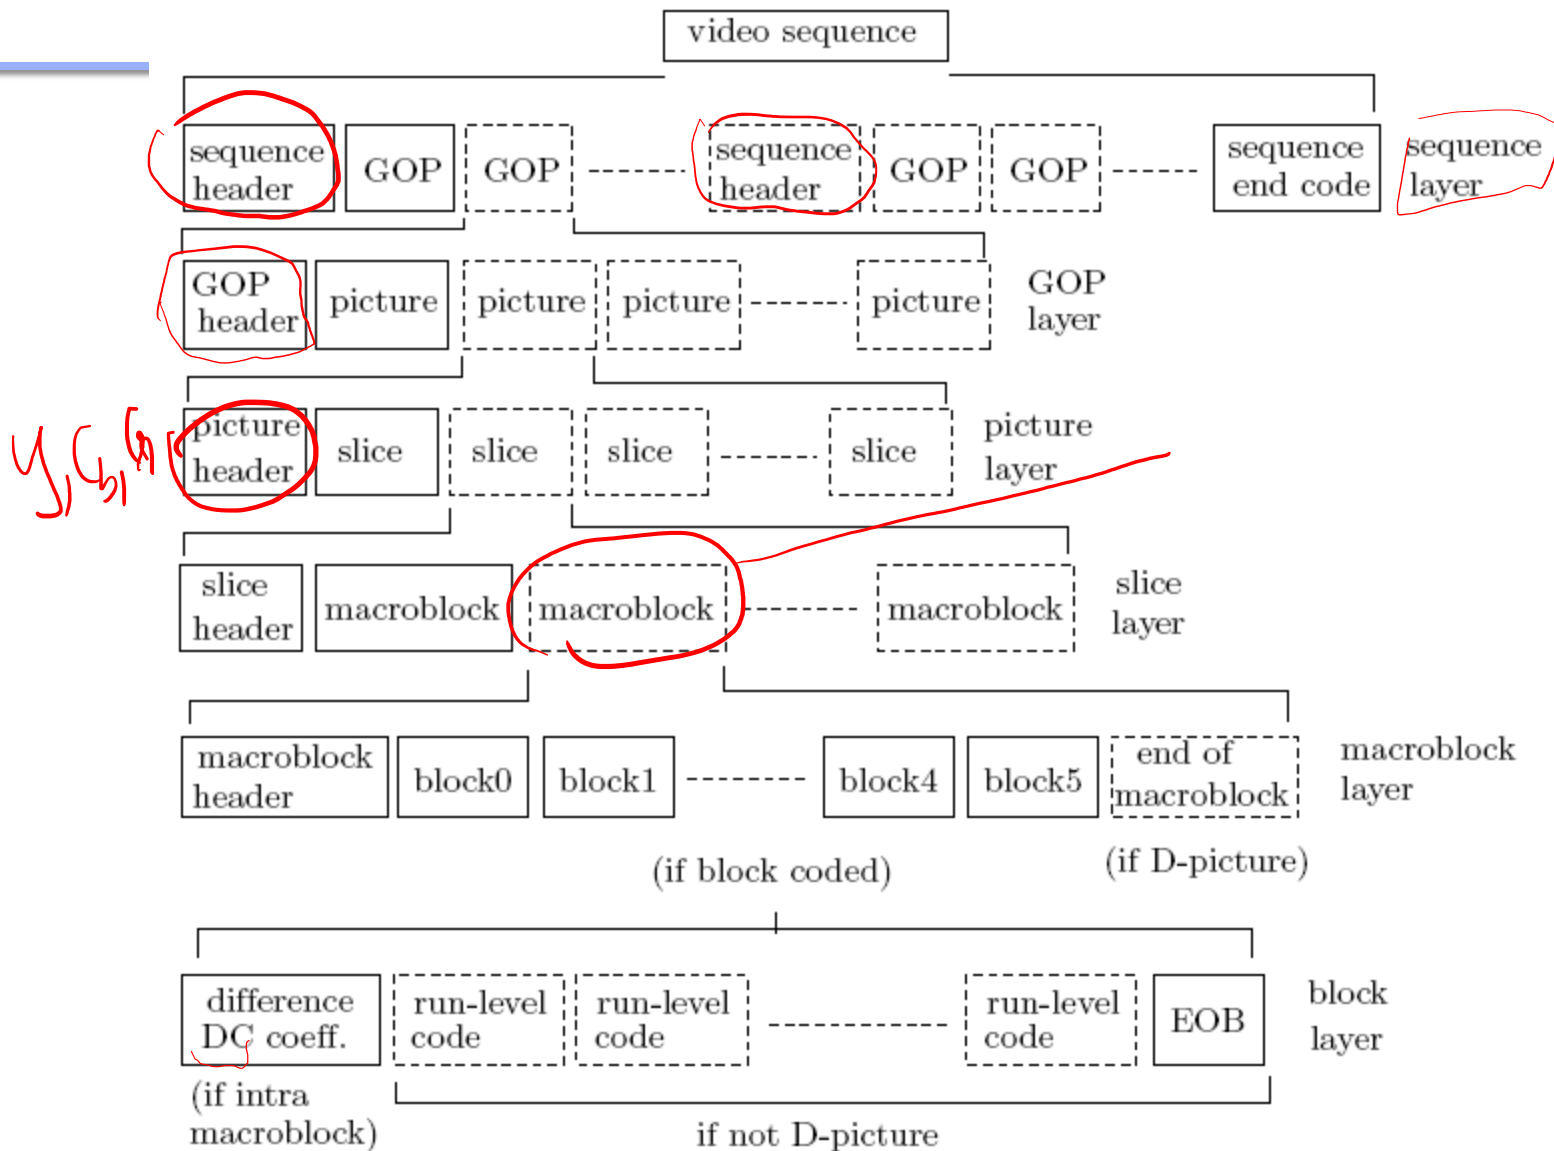 video sequence
sequence header GOP GOP sequence header GOP GOP sequence end code sequence layer
GOP header picture picture picture picture GOP layer
Y, Cb, Cr picture header slice slice slice slice picture layer
slice header macroblock macroblock macroblock slice layer
macroblock header block0 block1 block4 block5 end of macroblock macroblock layer
(if block coded) (if D-picture)
difference DC coeff. run-level code run-level code run-level code EOB block layer
(if intra macroblock) if not D-picture